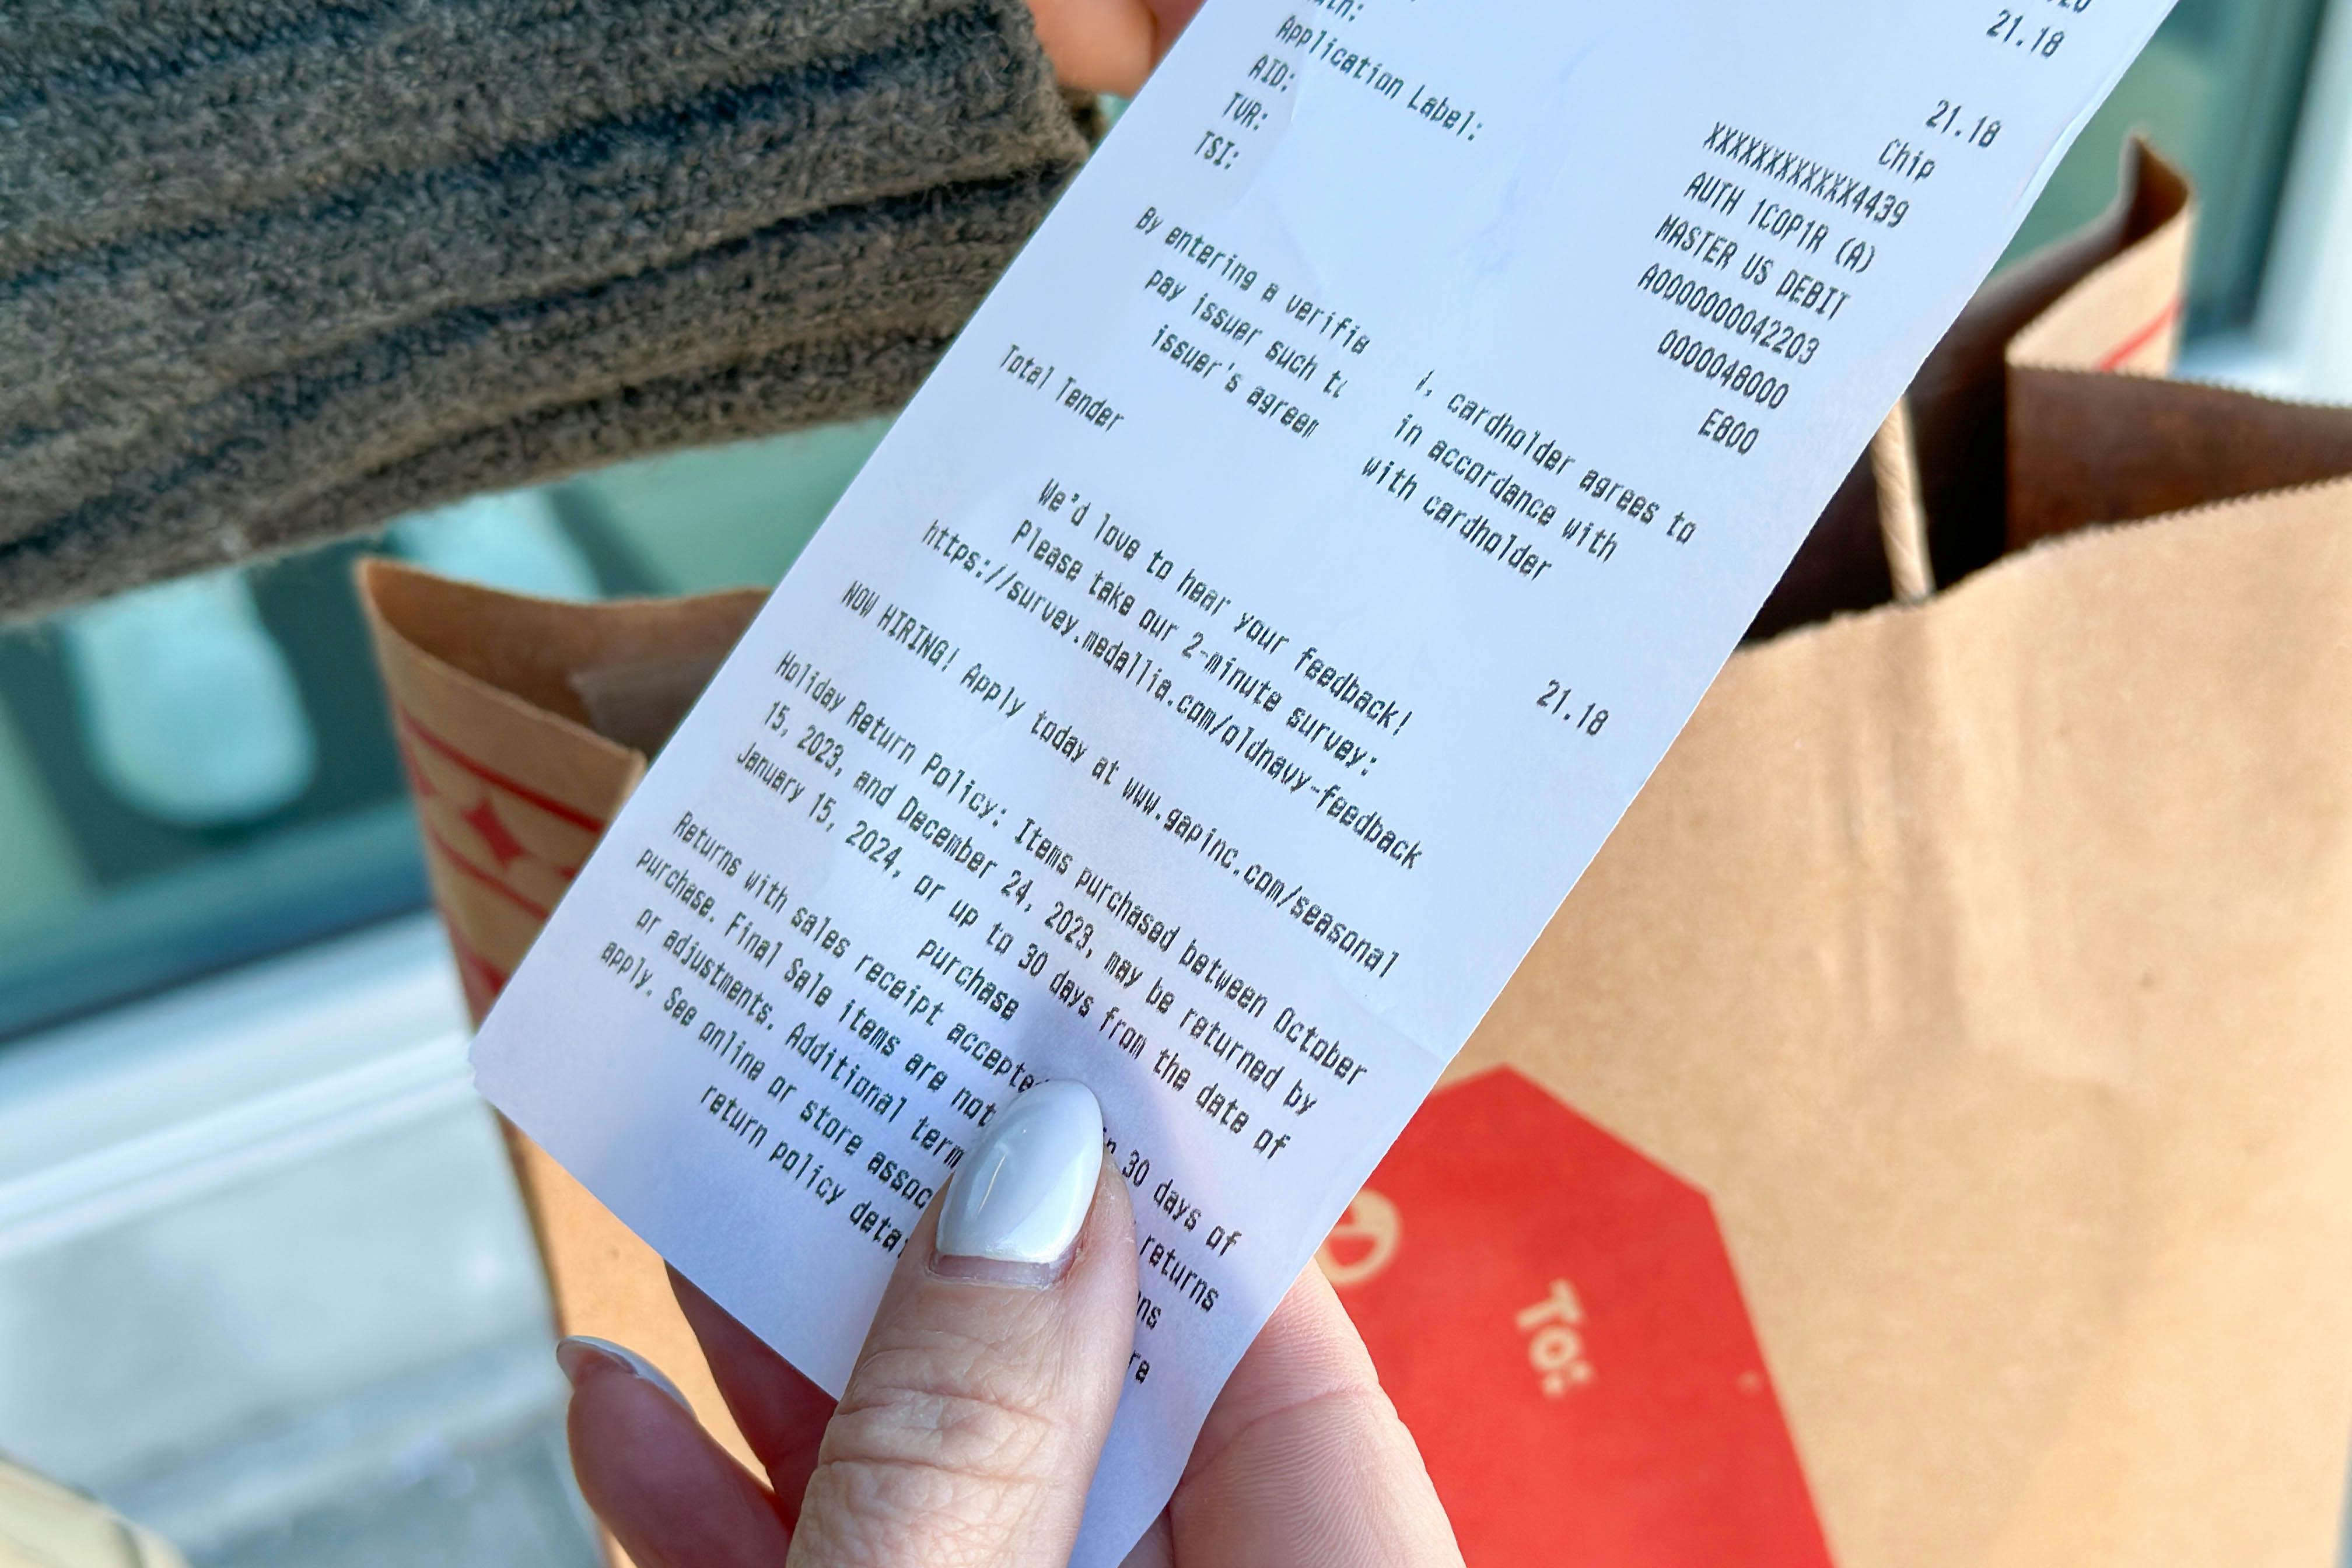 21.18
Application Label:
AID:
TVR:
TSI:
21.18
Chip
XXXXXXXXXXXX4439
AUTH 1COP1R (A)
MASTER US DEBIT
A0000000042203
0000048000
E800
By entering a , cardholder agrees to
pay issuer such in accordance with
issuer's with cardholder
Total Tender 21.18
We'd love to hear your feedback!
Please take our 2-minute survey:
https://survey.medallia.com/oldnavy-feedback
NOW HIRING! Apply today at www.gapinc.com/seasonal
Holiday Return Policy: Items purchased between October
15, 2023, and December 24, 2023, may be returned by
January 15, 2024, or up to 30 days from the date of
purchase
Returns with sales receipt accepted 30 days of
purchase. Final Sale items are not returns
or adjustments. Additional
apply. See online or store
return policy
To: